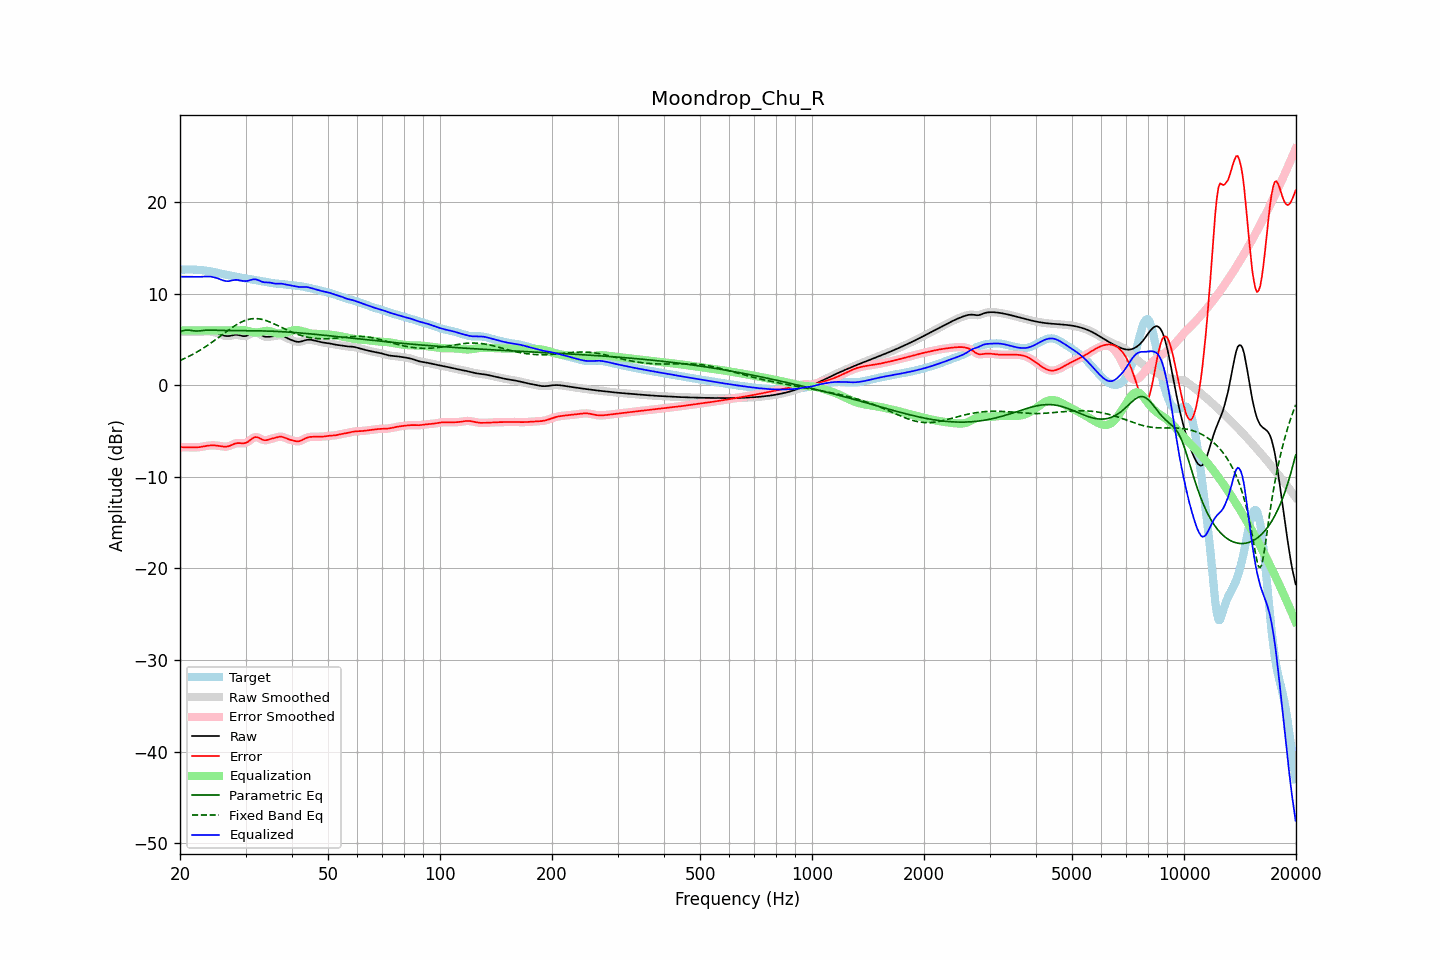 Moondrop_Chu_R
Amplitude (dBr)
20
10
0
−10
−20
−30
−40
−50
Target
Raw Smoothed
Error Smoothed
Raw
Error
Equalization
Parametric Eq
Fixed Band Eq
Equalized
20 50 100 200 500 1000 2000 5000 10000 20000
Frequency (Hz)